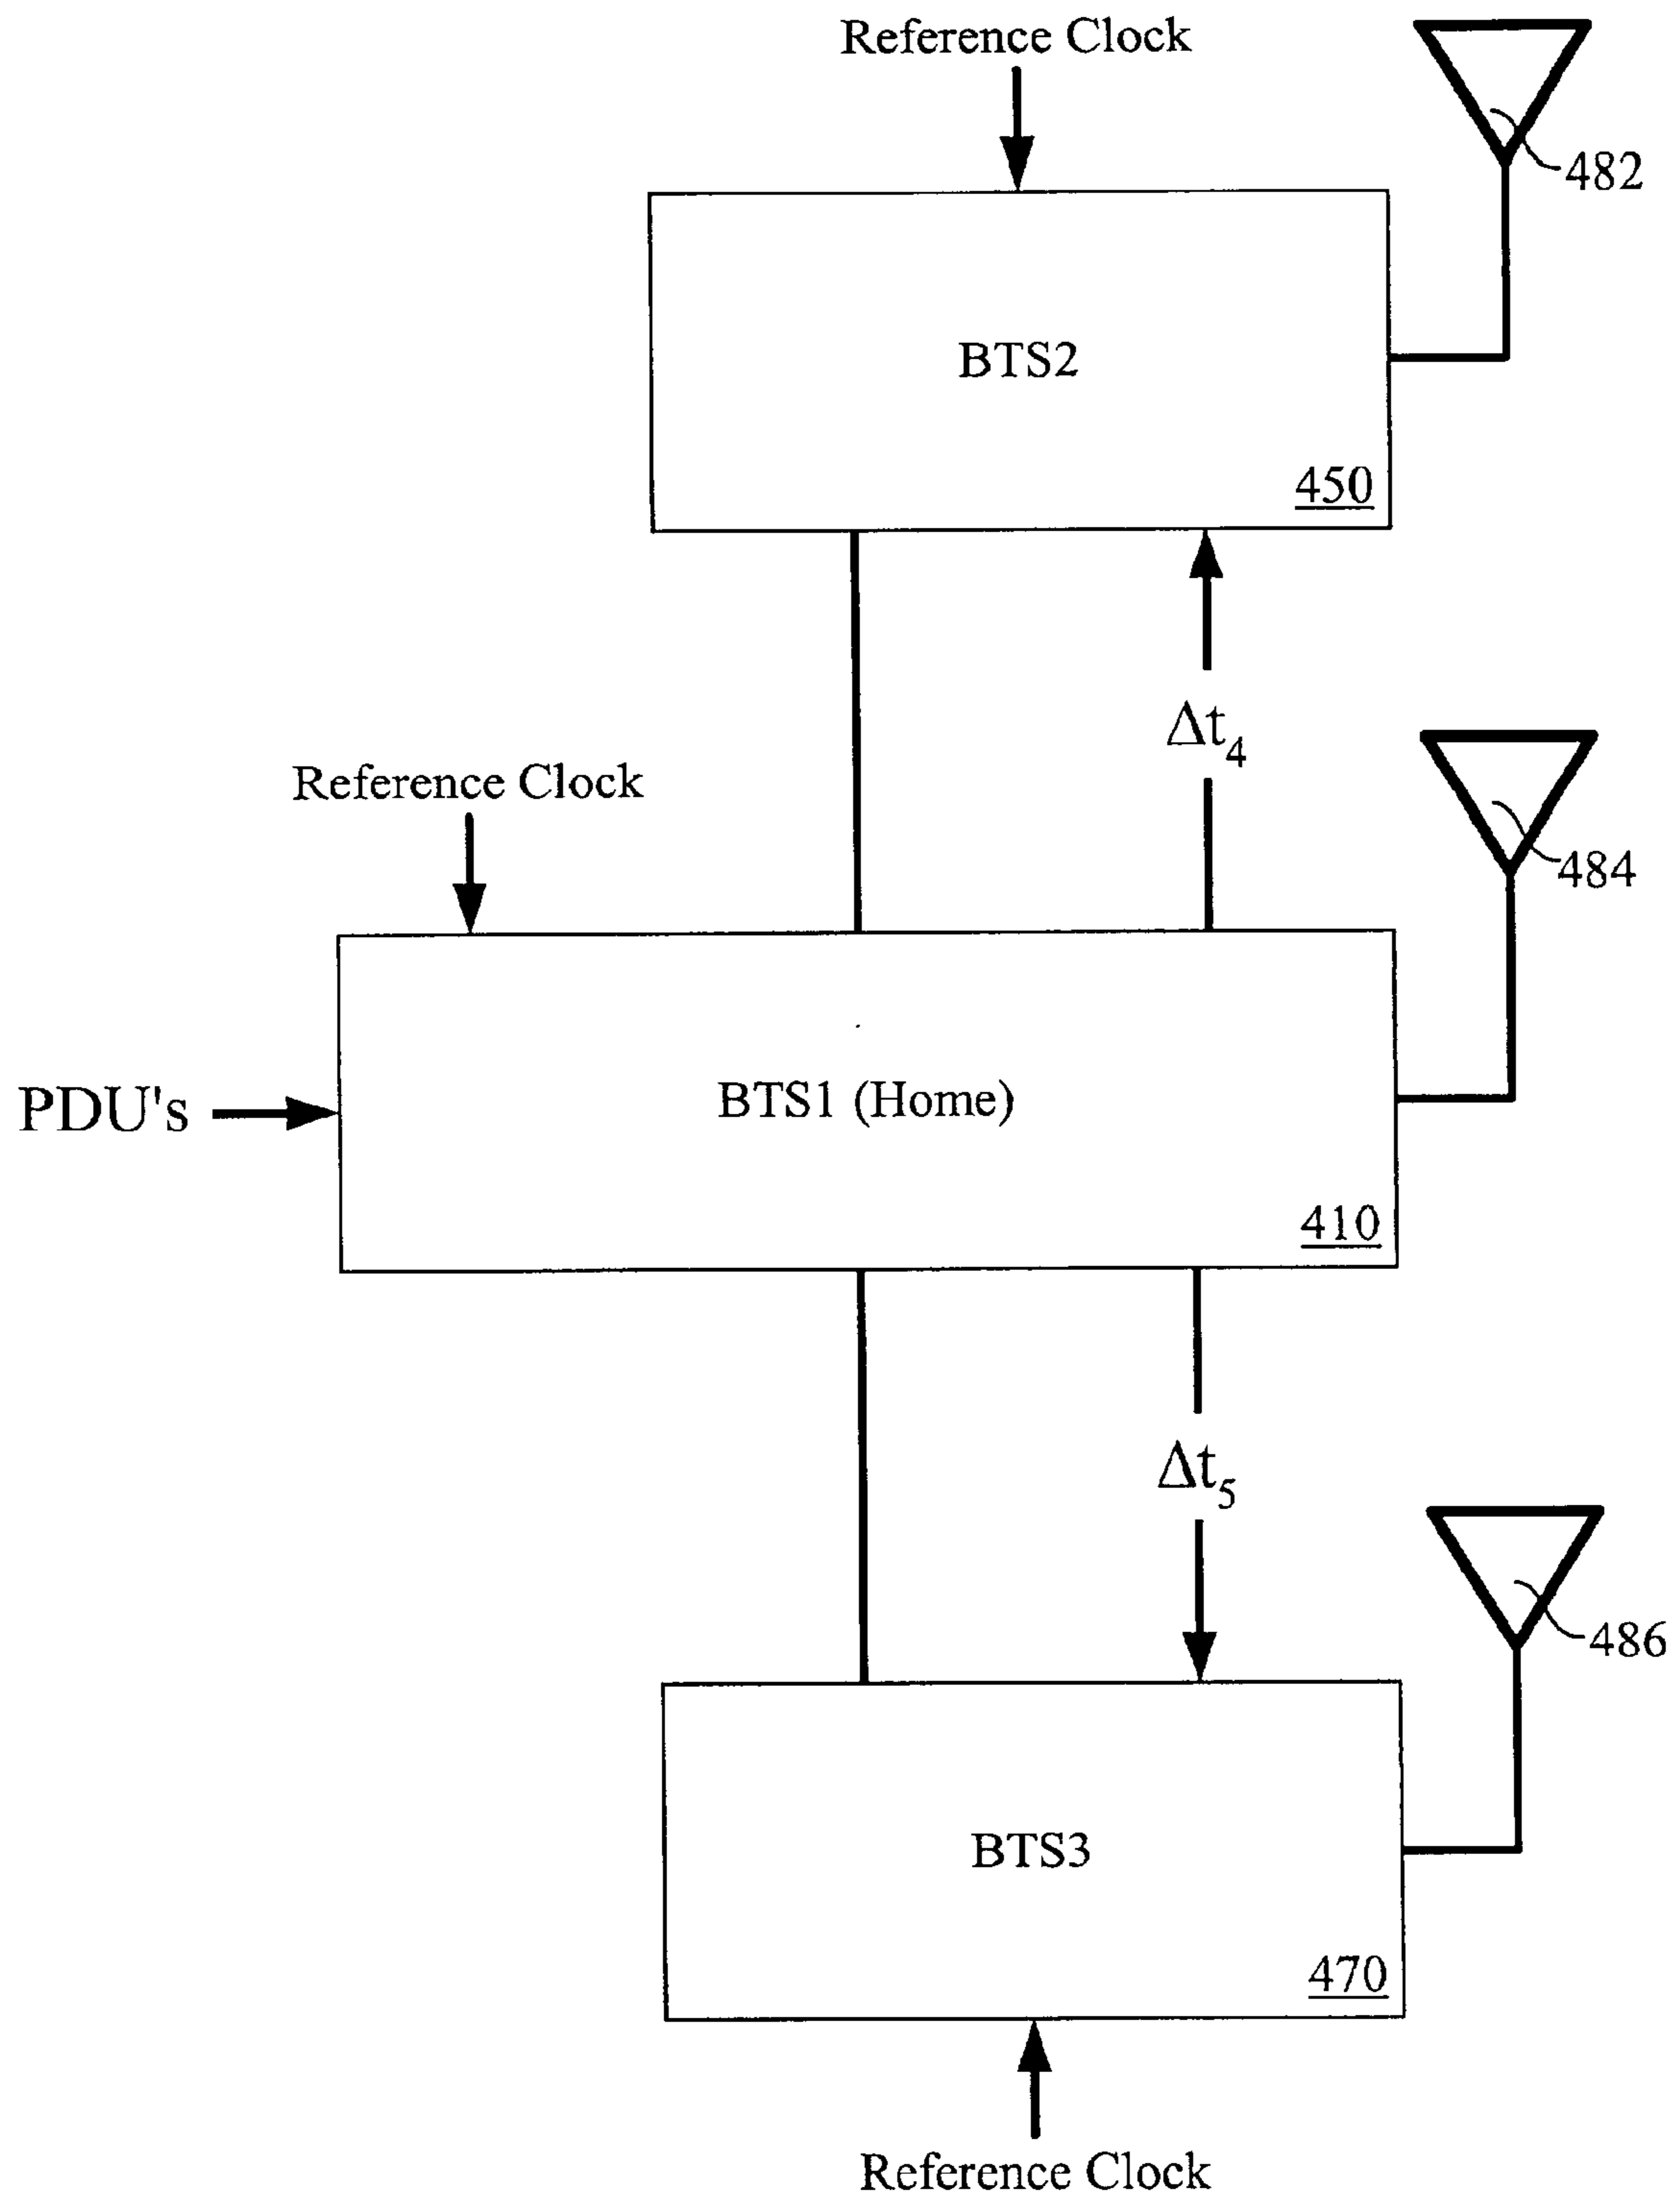 Reference Clock
482
BTS2
450
Δt4
Reference Clock
484
PDU's
BTS1 (Home)
410
Δt5
486
BTS3
470
Reference Clock